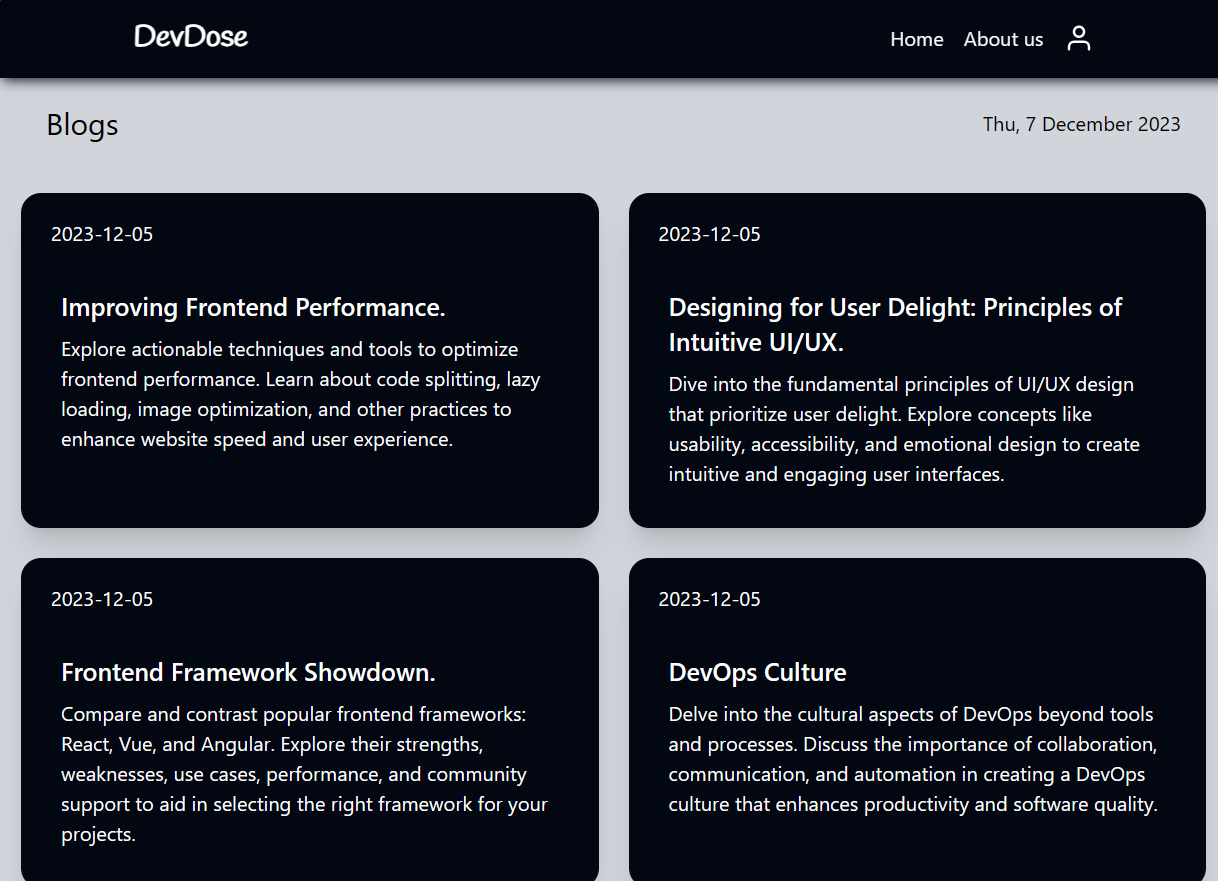 DevDose
Home About us
Blogs
Thu, 7 December 2023
2023-12-05
Improving Frontend Performance.
Explore actionable techniques and tools to optimize
frontend performance. Learn about code splitting, lazy
loading, image optimization, and other practices to
enhance website speed and user experience.
2023-12-05
Designing for User Delight: Principles of
Intuitive UI/UX.
Dive into the fundamental principles of UI/UX design
that prioritize user delight. Explore concepts like
usability, accessibility, and emotional design to create
intuitive and engaging user interfaces.
2023-12-05
Frontend Framework Showdown.
Compare and contrast popular frontend frameworks:
React, Vue, and Angular. Explore their strengths,
weaknesses, use cases, performance, and community
support to aid in selecting the right framework for your
projects.
2023-12-05
DevOps Culture
Delve into the cultural aspects of DevOps beyond tools
and processes. Discuss the importance of collaboration,
communication, and automation in creating a DevOps
culture that enhances productivity and software quality.